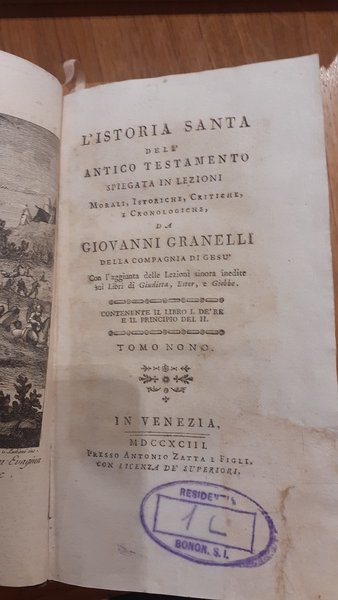 L'ISTORIA SANTA
DELL'
ANTICO TESTAMENTO
SPIEGATA IN LEZIONI
MORALI, ISTORICHE, CRITICHE,
E CRONOLOGICHE,
DA
GIOVANNI GRANELLI
DELLA COMPAGNIA DI GESU'
Con l'aggiunta delle Lezioni sinora inedite
sui Libri di Giuditta, Ester, e Giobbe.
CONTENENTE IL LIBRO I. DE' RE
E IL PRINCIPIO DEL II.
TOMO NONO.
IN VENEZIA,
MDCCXCIII.
PRESSO ANTONIO ZATTA E FIGLI.
CON LICENZA DE' SUPERIORI.
RESIDENTIA
1 L
BONON. S. I.